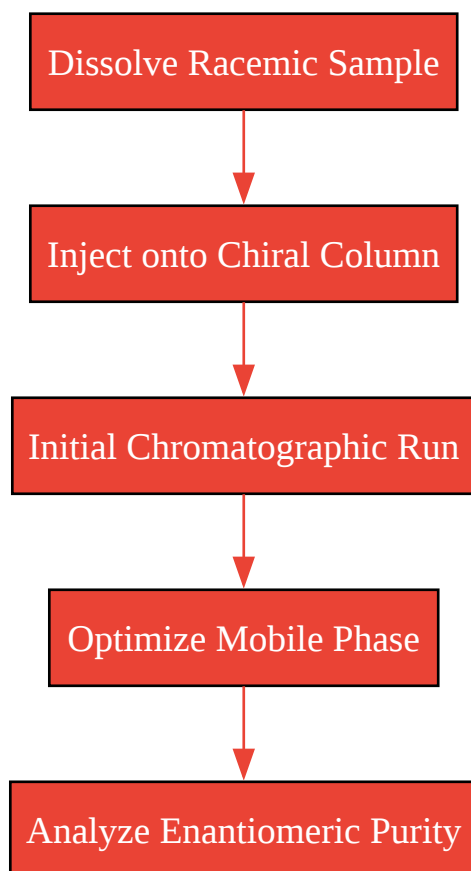 Dissolve Racemic Sample
Inject onto Chiral Column
Initial Chromatographic Run
Optimize Mobile Phase
Analyze Enantiomeric Purity